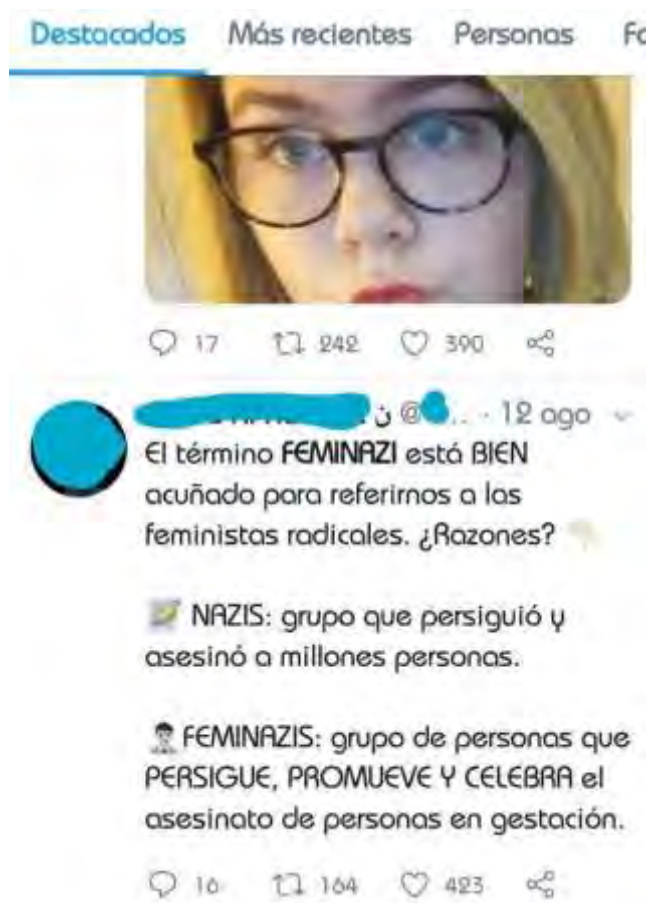 Destacados Más recientes Personas Fo
17 242 390
ن @ .. · 12 ago
El término FEMINAZI está BIEN
acuñado para referirnos a las
feministas radicales. ¿Razones?
NAZIS: grupo que persiguió y
asesinó a millones personas.
FEMINAZIS: grupo de personas que
PERSIGUE, PROMUEVE Y CELEBRA el
asesinato de personas en gestación.
16 164 423